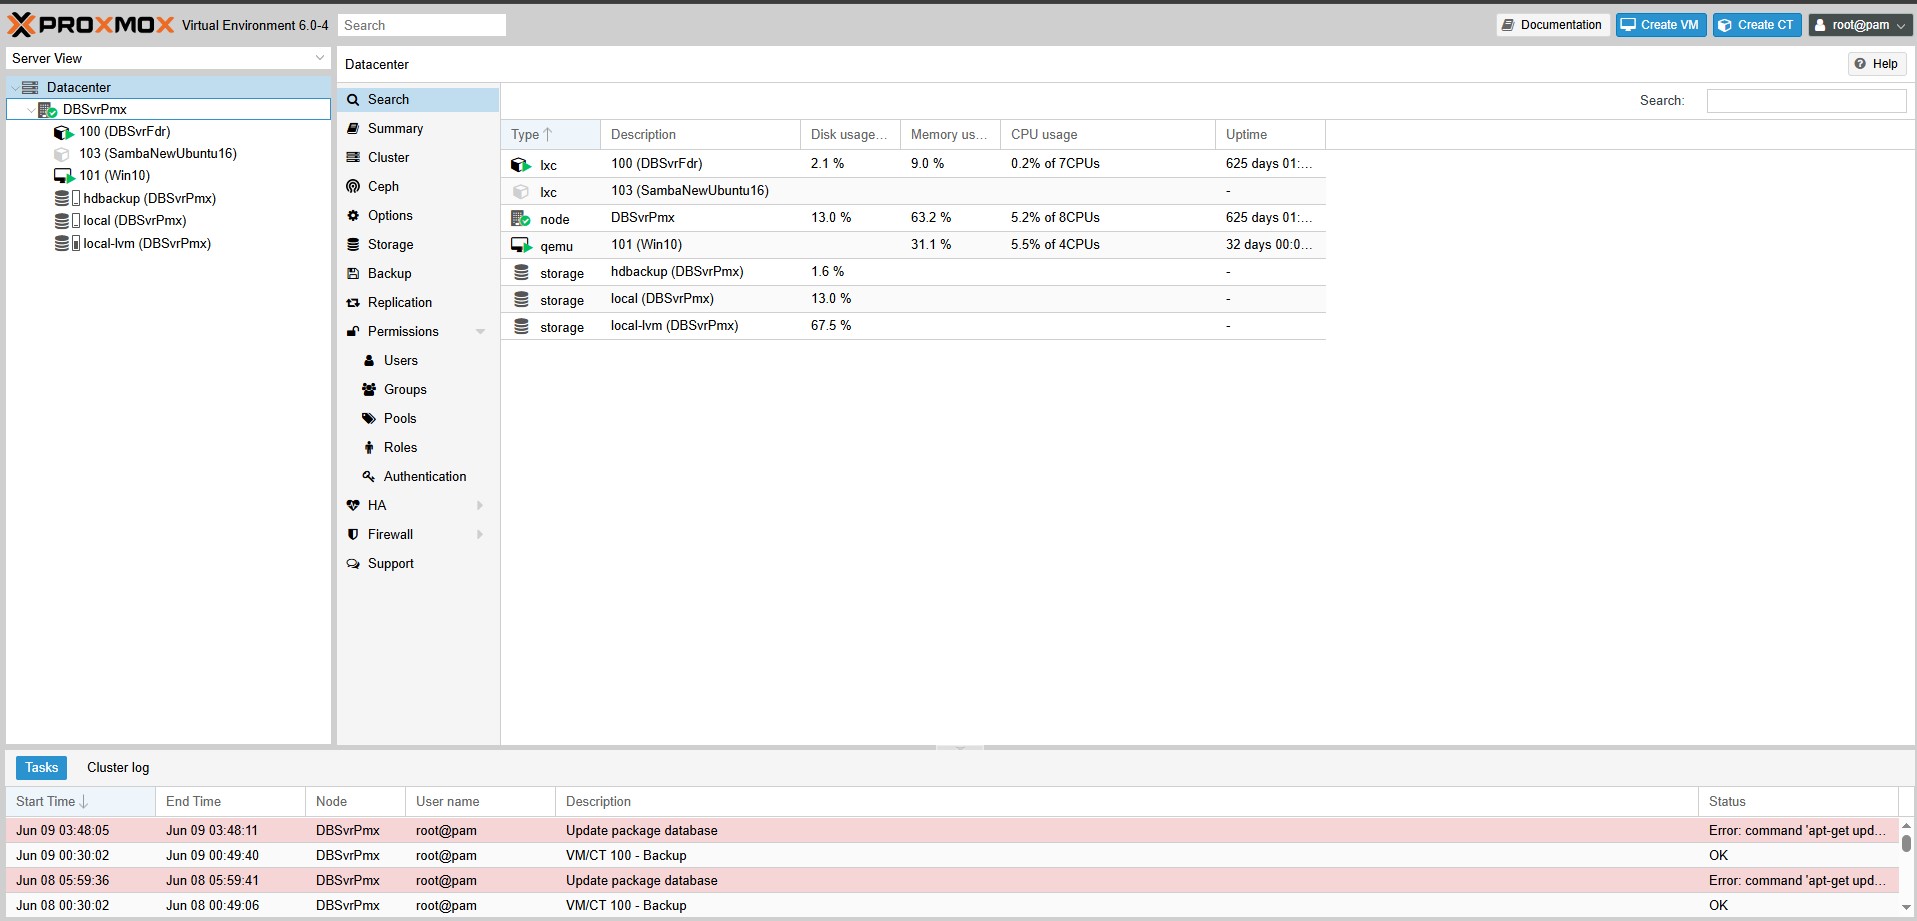 PROXMOX Virtual Environment 6.0-4 Search Documentation Create VM Create CT root@pam
Server View
Datacenter
DBSvrPmx
100 (DBSvrFdr)
103 (SambaNewUbuntu16)
101 (Win10)
hdbackup (DBSvrPmx)
local (DBSvrPmx)
local-lvm (DBSvrPmx)
Datacenter Help
Search
Summary
Cluster
Ceph
Options
Storage
Backup
Replication
Permissions
Users
Groups
Pools
Roles
Authentication
HA
Firewall
Support
Search:
Type Description Disk usage... Memory us... CPU usage Uptime
lxc 100 (DBSvrFdr) 2.1 % 9.0 % 0.2% of 7CPUs 625 days 01:...
lxc 103 (SambaNewUbuntu16) -
node DBSvrPmx 13.0 % 63.2 % 5.2% of 8CPUs 625 days 01:...
qemu 101 (Win10) 31.1 % 5.5% of 4CPUs 32 days 00:0...
storage hdbackup (DBSvrPmx) 1.6 % -
storage local (DBSvrPmx) 13.0 % -
storage local-lvm (DBSvrPmx) 67.5 % -
Tasks Cluster log
Start Time End Time Node User name Description Status
Jun 09 03:48:05 Jun 09 03:48:11 DBSvrPmx root@pam Update package database Error: command 'apt-get upd...
Jun 09 00:30:02 Jun 09 00:49:40 DBSvrPmx root@pam VM/CT 100 - Backup OK
Jun 08 05:59:36 Jun 08 05:59:41 DBSvrPmx root@pam Update package database Error: command 'apt-get upd...
Jun 08 00:30:02 Jun 08 00:49:06 DBSvrPmx root@pam VM/CT 100 - Backup OK